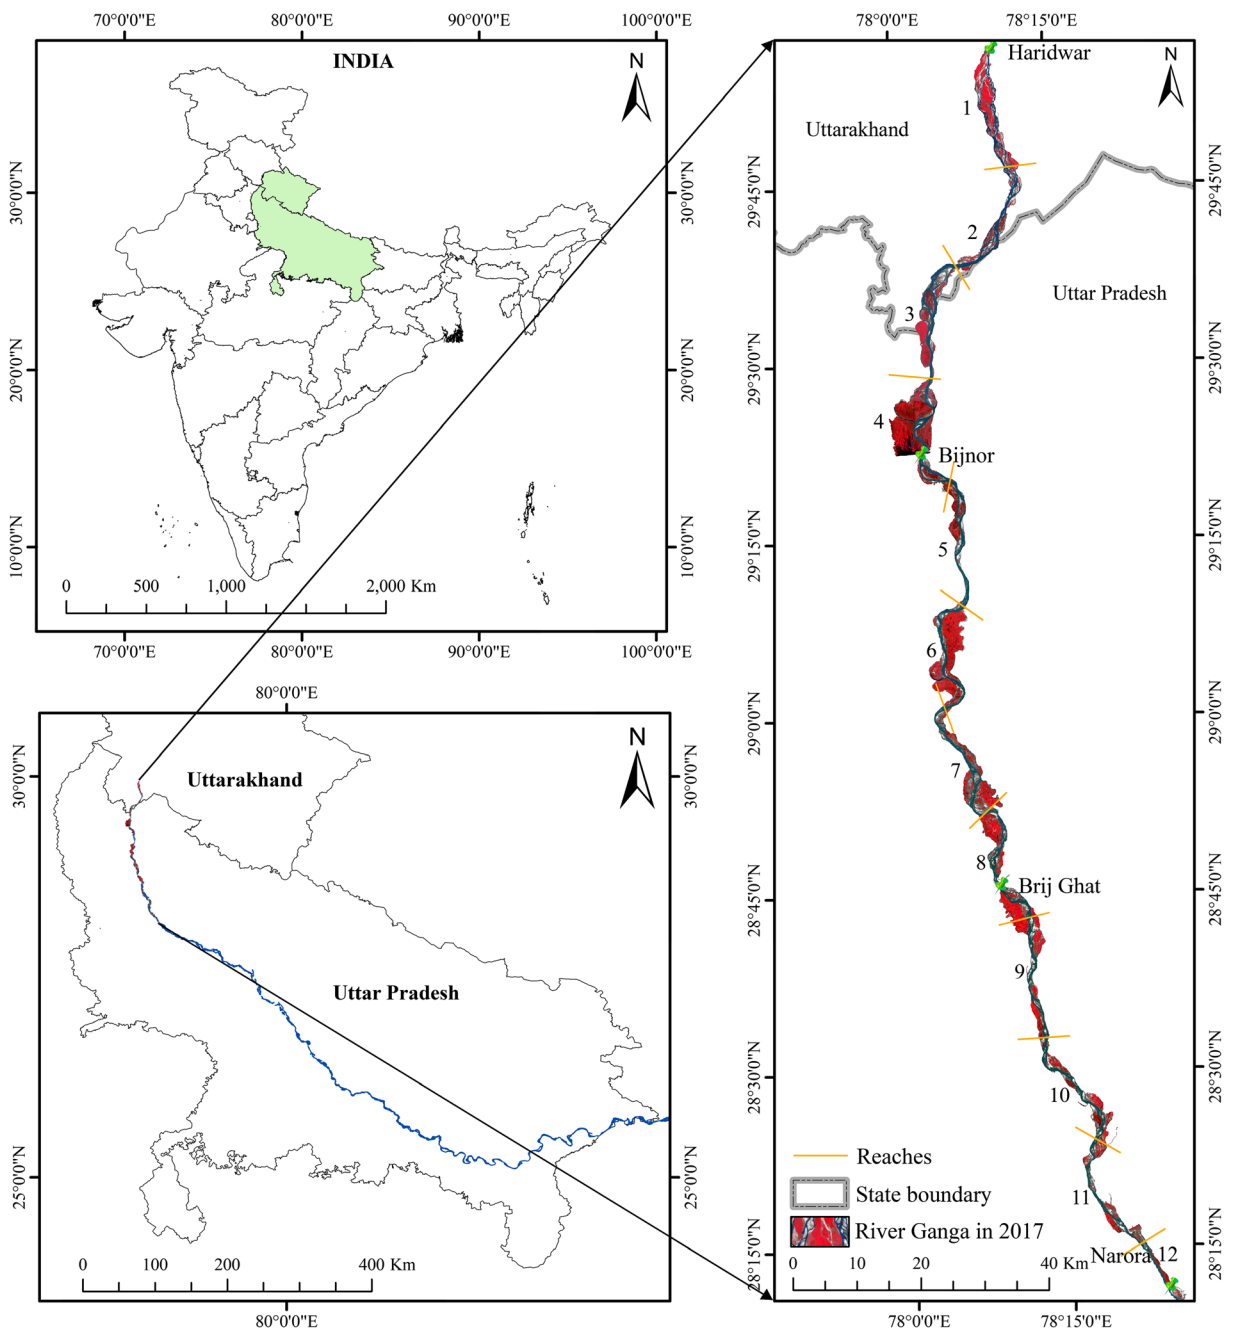 70°0'0"E 80°0'0"E 90°0'0"E 100°0'0"E
INDIA
N
30°0'0"N
20°0'0"N
10°0'0"N
30°0'0"N
20°0'0"N
10°0'0"N
0 500 1,000 2,000 Km
70°0'0"E 80°0'0"E 90°0'0"E 100°0'0"E
80°0'0"E
N
Uttarakhand
Uttar Pradesh
30°0'0"N
25°0'0"N
30°0'0"N
25°0'0"N
0 100 200 400 Km
80°0'0"E
78°0'0"E 78°15'0"E
Haridwar
N
1
Uttarakhand
2
Uttar Pradesh
3
4
Bijnor
5
6
7
8
Brij Ghat
9
10
11
Narora 12
29°45'0"N
29°30'0"N
29°15'0"N
29°0'0"N
28°45'0"N
28°30'0"N
28°15'0"N
29°45'0"N
29°30'0"N
29°15'0"N
29°0'0"N
28°45'0"N
28°30'0"N
28°15'0"N
Reaches
State boundary
River Ganga in 2017
0 10 20 40 Km
78°0'0"E 78°15'0"E